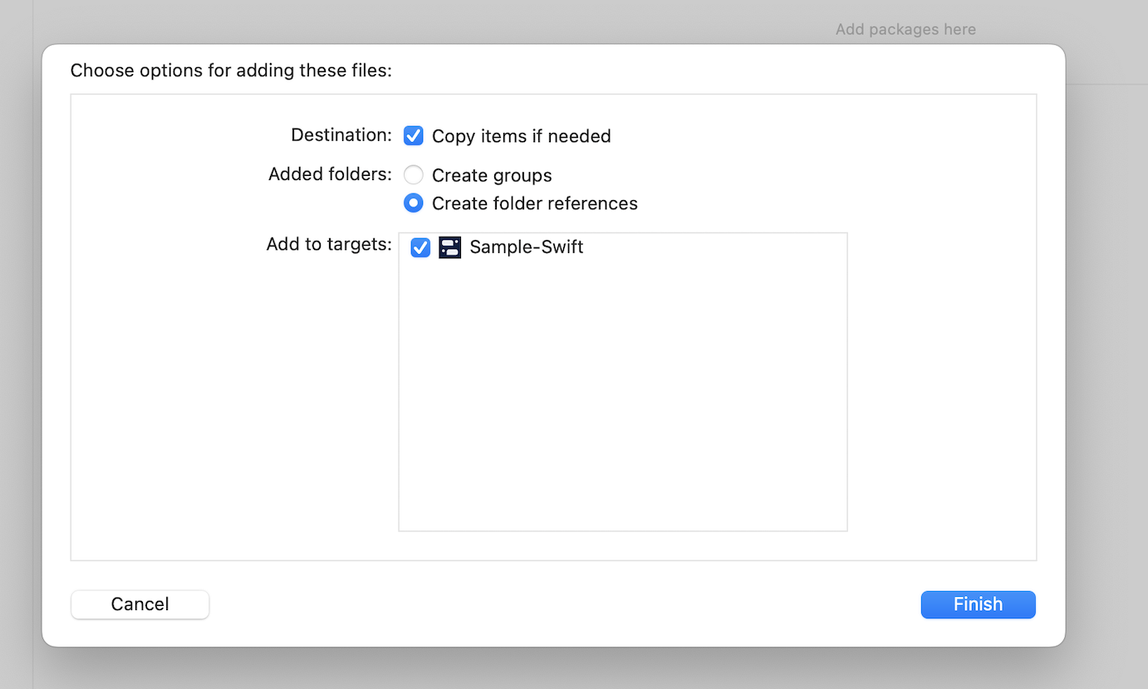 Add packages here
Choose options for adding these files:
Destination: Copy items if needed
Added folders: Create groups
Create folder references
Add to targets: Sample-Swift
Cancel Finish